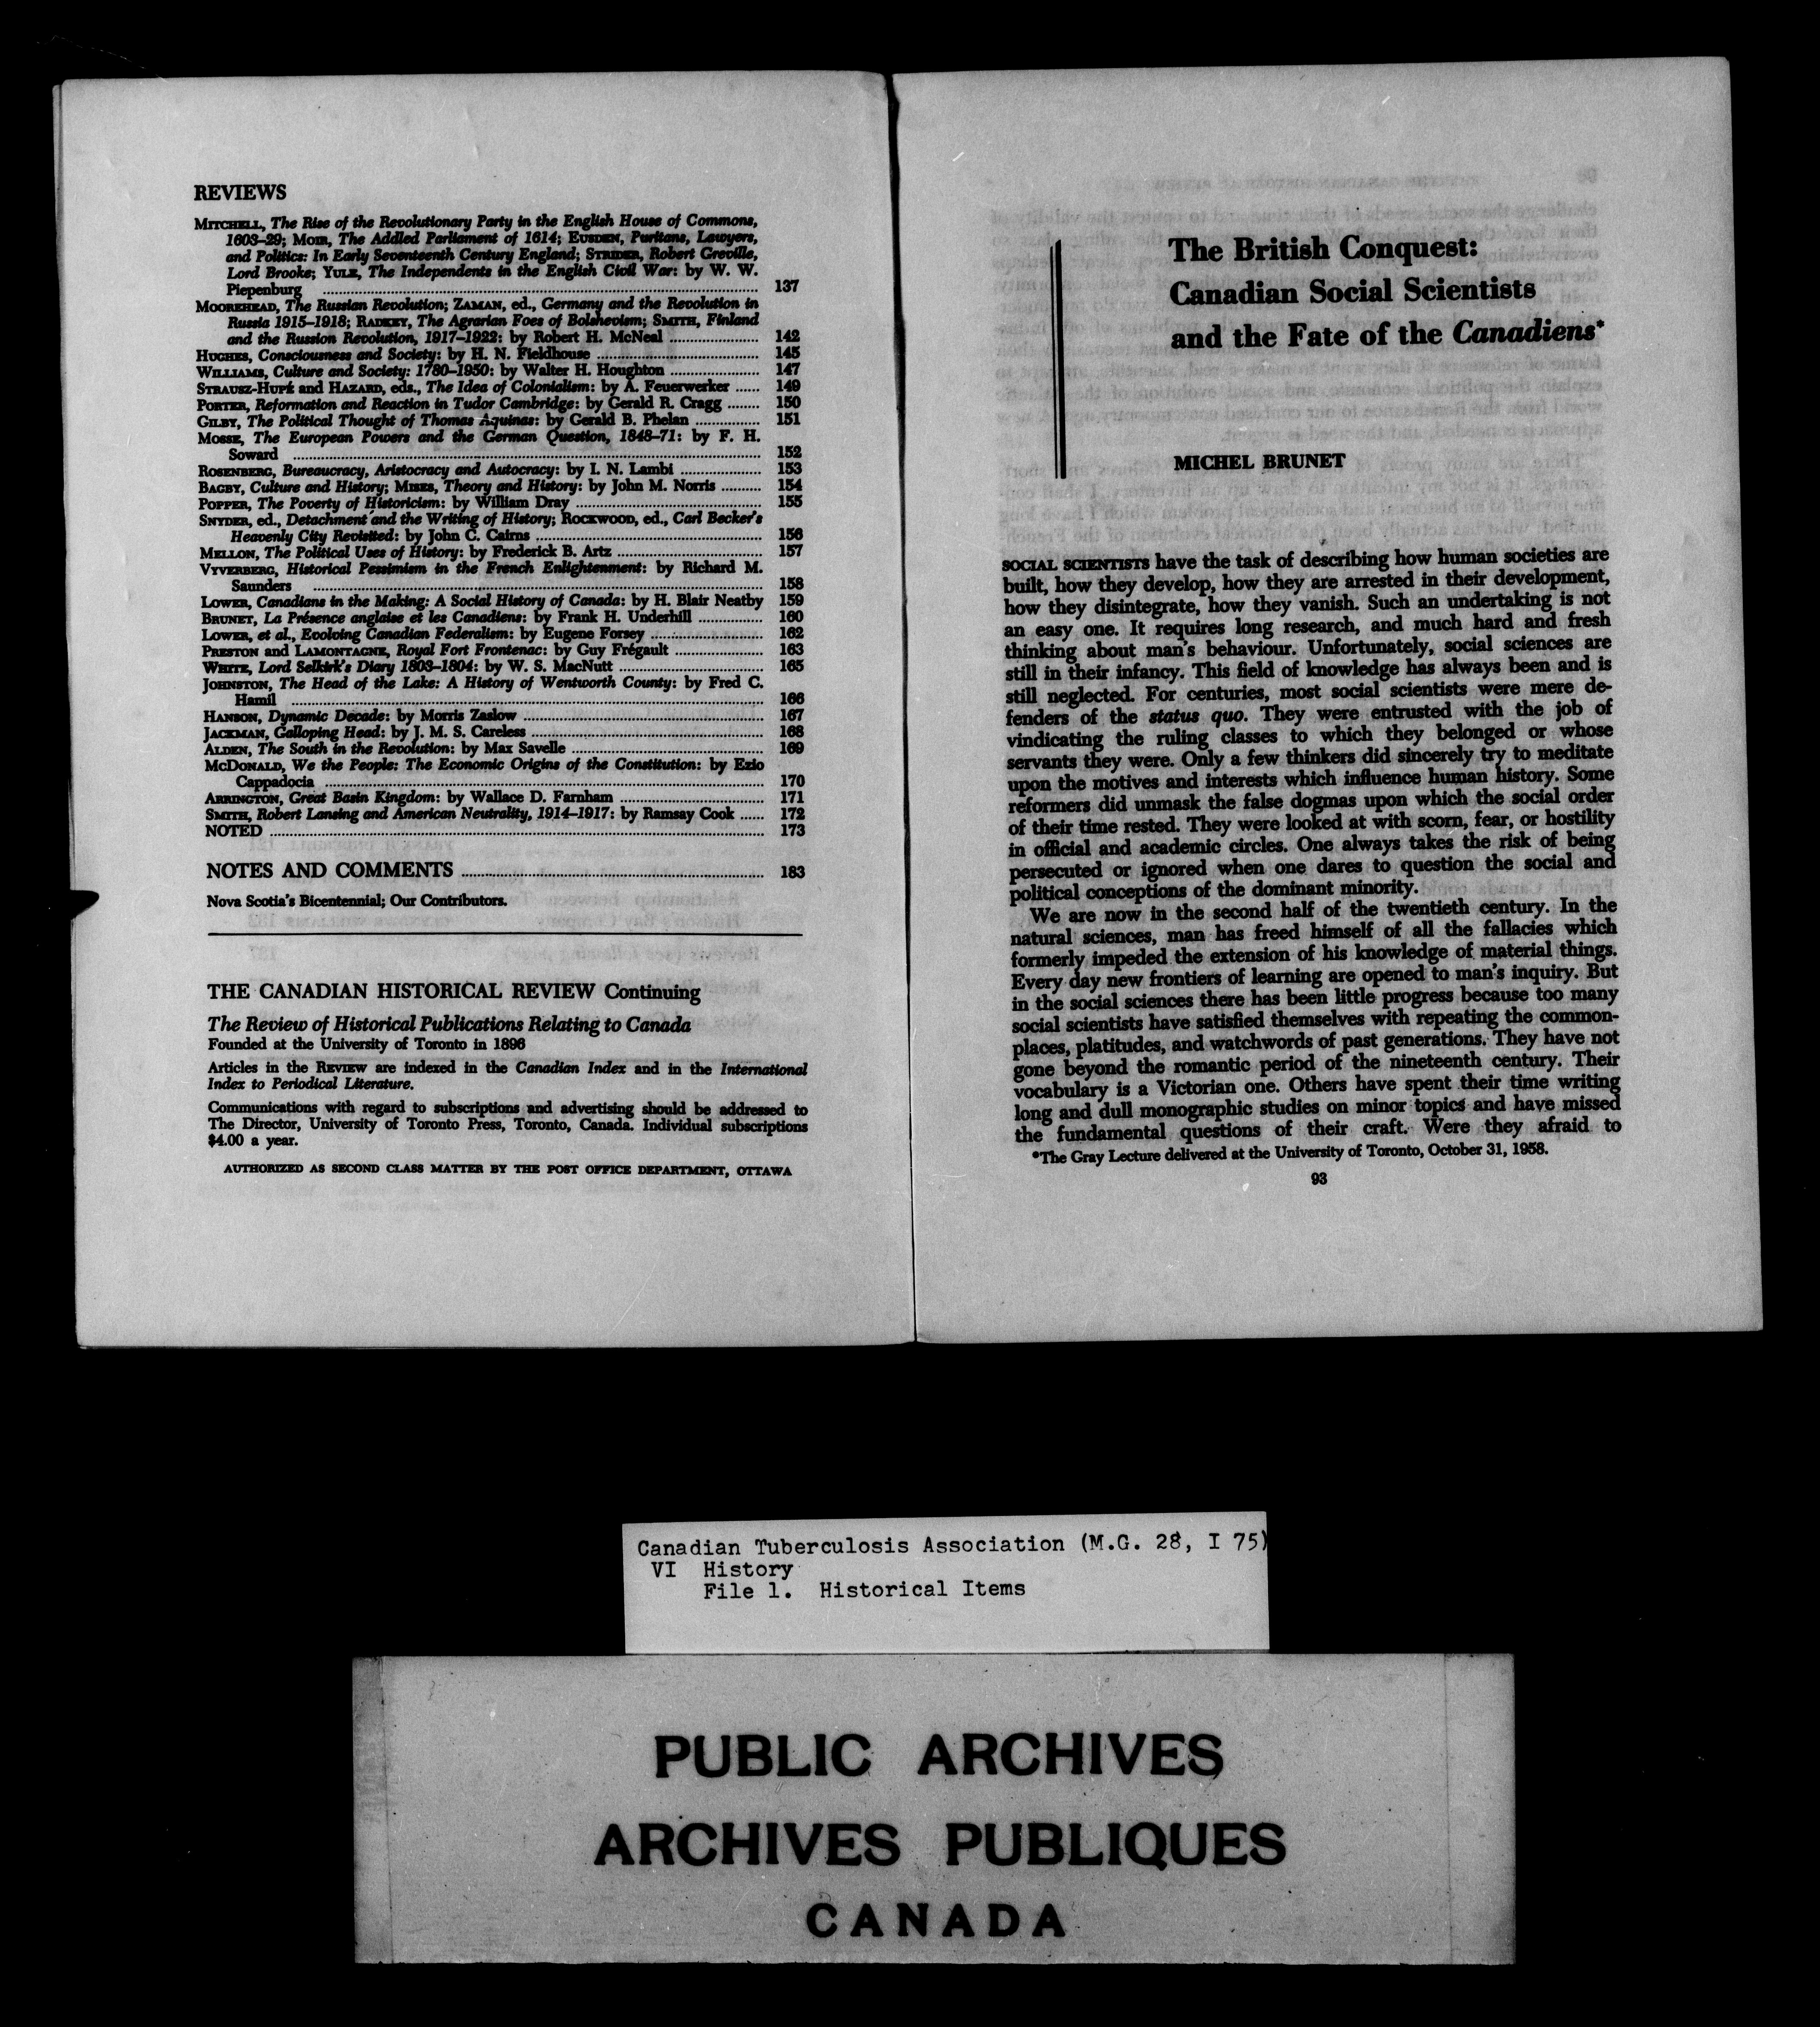 REVIEWS
MITCHELL, The Rise of the Revolutionary Party in the English House of Commons,
1603–29; MOIR, The Addled Parliament of 1614; EUSDEN, Puritans, Lawyers,
and Politics: In Early Seventeenth Century England; STRIDER, Robert Greville,
Lord Brooke; YULE, The Independents in the English Civil War: by W. W.
Piepenburg ..... 137
MOOREHEAD, The Russian Revolution; ZAMAN, ed., Germany and the Revolution in
Russia 1915–1918; RADKEY, The Agrarian Foes of Bolshevism; SMITH, Finland
and the Russion Revolution, 1917–1922: by Robert H. McNeal ..... 142
HUGHES, Consciousness and Society: by H. N. Fieldhouse ..... 145
WILLIAMS, Culture and Society: 1780–1950: by Walter H. Houghton ..... 147
STRAUSZ-HUPÉ and HAZARD, eds., The Idea of Colonialism: by A. Feuerwerker ..... 149
PORTER, Reformation and Reaction in Tudor Cambridge: by Gerald R. Cragg ..... 150
GILBY, The Political Thought of Thomas Aquinas: by Gerald B. Phelan ..... 151
MOSSE, The European Powers and the German Question, 1848–71: by F. H.
Soward ..... 152
ROSENBERG, Bureaucracy, Aristocracy and Autocracy: by I. N. Lambi ..... 153
BAGBY, Culture and History; MISES, Theory and History: by John M. Norris ..... 154
POPPER, The Poverty of Historicism: by William Dray ..... 155
SNYDER, ed., Detachment and the Writing of History; ROCKWOOD, ed., Carl Becker's
Heavenly City Revisited: by John C. Cairns ..... 156
MELLON, The Political Uses of History: by Frederick B. Artz ..... 157
VYVERBERG, Historical Pessimism in the French Enlightenment: by Richard M.
Saunders ..... 158
LOWER, Canadians in the Making: A Social History of Canada: by H. Blair Neatby 159
BRUNET, La Présence anglaise et les Canadiens: by Frank H. Underhill ..... 160
LOWER, et al., Evolving Canadian Federalism: by Eugene Forsey ..... 162
PRESTON and LAMONTAGNE, Royal Fort Frontenac: by Guy Frégault ..... 163
WHITE, Lord Selkirk's Diary 1803–1804: by W. S. MacNutt ..... 165
JOHNSTON, The Head of the Lake: A History of Wentworth County: by Fred C.
Hamil ..... 166
HANSON, Dynamic Decade: by Morris Zaslow ..... 167
JACKMAN, Galloping Head: by J. M. S. Careless ..... 168
ALDEN, The South in the Revolution: by Max Savelle ..... 169
MCDONALD, We the People: The Economic Origins of the Constitution: by Ezio
Cappadocia ..... 170
ARRINGTON, Great Basin Kingdom: by Wallace D. Farnham ..... 171
SMITH, Robert Lansing and American Neutrality, 1914–1917: by Ramsay Cook ..... 172
NOTED ..... 173
NOTES AND COMMENTS ..... 183
Nova Scotia's Bicentennial; Our Contributors.
THE CANADIAN HISTORICAL REVIEW Continuing
The Review of Historical Publications Relating to Canada
Founded at the University of Toronto in 1896
Articles in the REVIEW are indexed in the Canadian Index and in the International
Index to Periodical Literature.
Communications with regard to subscriptions and advertising should be addressed to
The Director, University of Toronto Press, Toronto, Canada. Individual subscriptions
$4.00 a year.
AUTHORIZED AS SECOND CLASS MATTER BY THE POST OFFICE DEPARTMENT, OTTAWA
The British Conquest:
Canadian Social Scientists
and the Fate of the Canadiens*
MICHEL BRUNET
SOCIAL SCIENTISTS have the task of describing how human societies are
built, how they develop, how they are arrested in their development,
how they disintegrate, how they vanish. Such an undertaking is not
an easy one. It requires long research, and much hard and fresh
thinking about man's behaviour. Unfortunately, social sciences are
still in their infancy. This field of knowledge has always been and is
still neglected. For centuries, most social scientists were mere de-
fenders of the status quo. They were entrusted with the job of
vindicating the ruling classes to which they belonged or whose
servants they were. Only a few thinkers did sincerely try to meditate
upon the motives and interests which influence human history. Some
reformers did unmask the false dogmas upon which the social order
of their time rested. They were looked at with scorn, fear, or hostility
in official and academic circles. One always takes the risk of being
persecuted or ignored when one dares to question the social and
political conceptions of the dominant minority.
We are now in the second half of the twentieth century. In the
natural sciences, man has freed himself of all the fallacies which
formerly impeded the extension of his knowledge of material things.
Every day new frontiers of learning are opened to man's inquiry. But
in the social sciences there has been little progress because too many
social scientists have satisfied themselves with repeating the common-
places, platitudes, and watchwords of past generations. They have not
gone beyond the romantic period of the nineteenth century. Their
vocabulary is a Victorian one. Others have spent their time writing
long and dull monographic studies on minor topics and have missed
the fundamental questions of their craft. Were they afraid to
*The Gray Lecture delivered at the University of Toronto, October 31, 1958.
93
Canadian Tuberculosis Association (M.G. 28, I 75)
VI History
File 1. Historical Items
PUBLIC ARCHIVES
ARCHIVES PUBLIQUES
CANADA